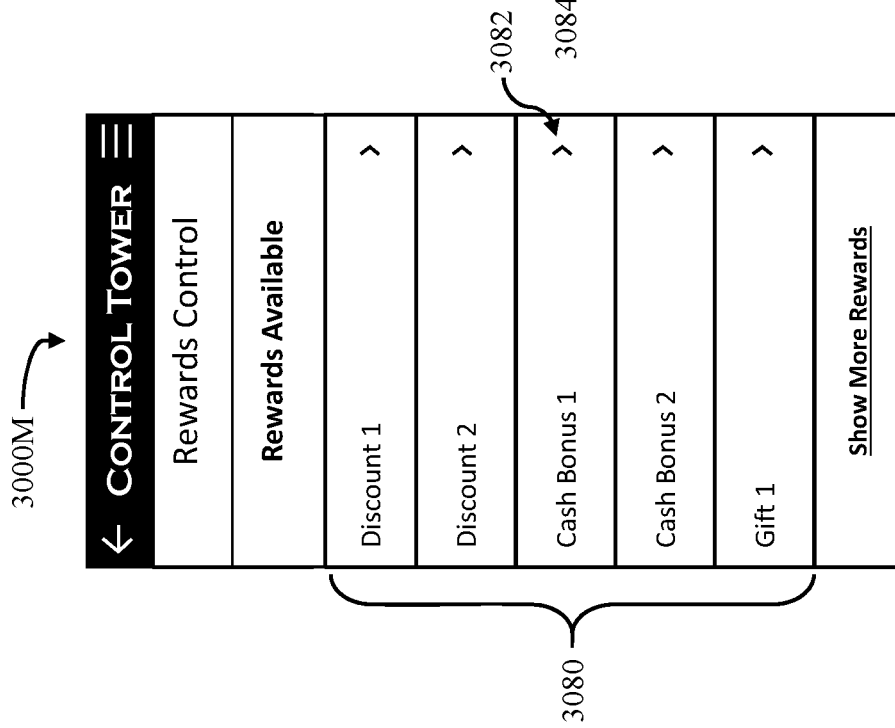 3000M
← CONTROL TOWER
Rewards Control
Rewards Available
Discount 1 >
Discount 2 >
Cash Bonus 1 >
Cash Bonus 2 >
Gift 1 >
Show More Rewards
3080
3082
3084